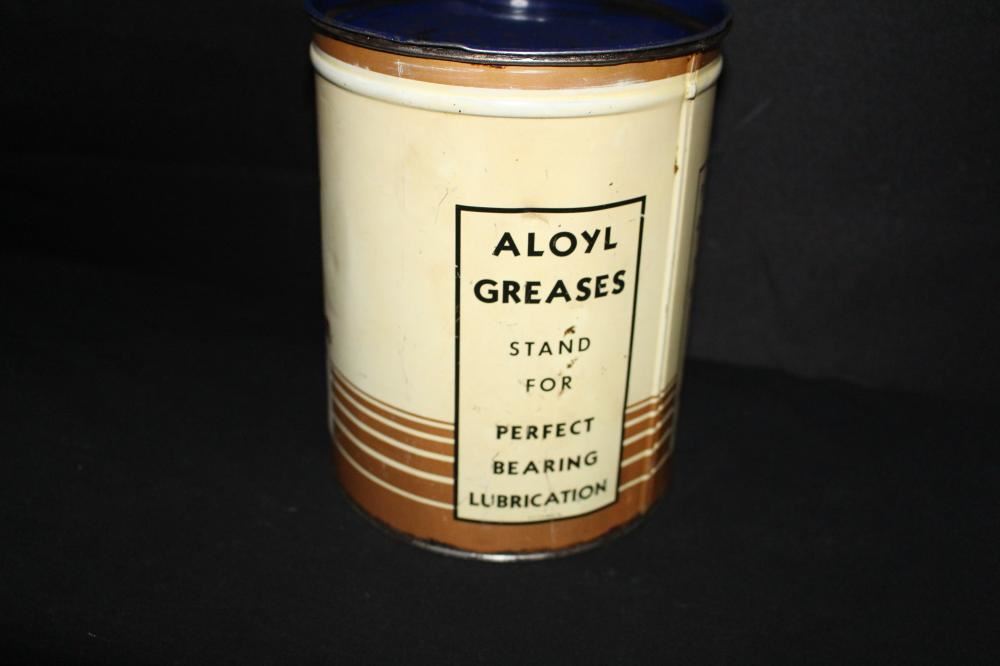 ALOYL
GREASES
STAND
FOR
PERFECT
BEARING
LUBRICATION